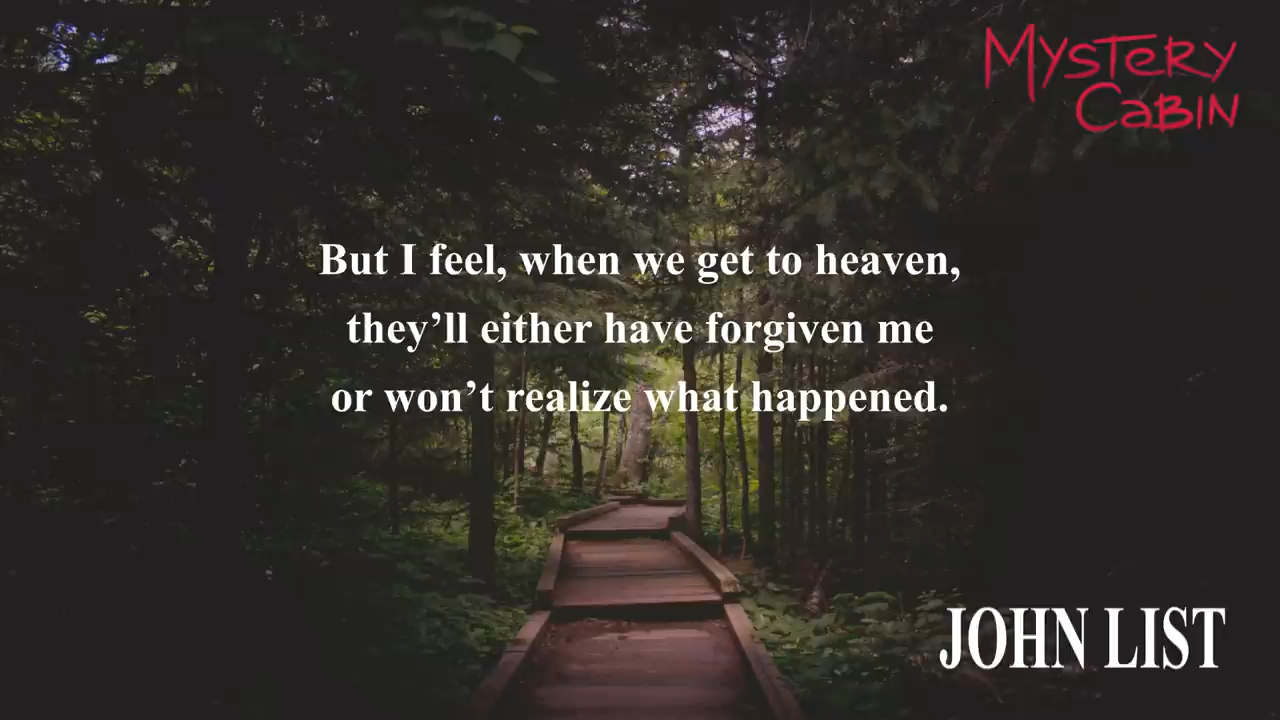 MYSTERY
CABIN
But I feel, when we get to heaven,
they’ll either have forgiven me
or won’t realize what happened.
JOHN LIST